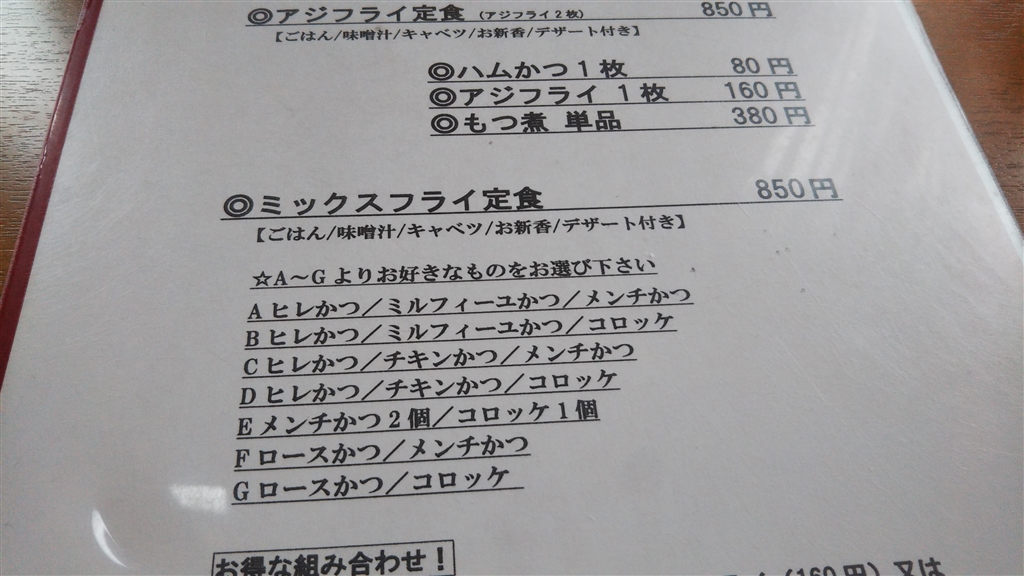 ◎アジフライ定食（アジフライ２枚） 850円
【ごはん/味噌汁/キャベツ/お新香/デザート付き】
◎ハムかつ１枚 80円
◎アジフライ １枚 160円
◎もつ煮 単品 380円
◎ミックスフライ定食 850円
【ごはん/味噌汁/キャベツ/お新香/デザート付き】
☆A～G よりお好きなものをお選び下さい
A ヒレかつ／ミルフィーユかつ／メンチかつ
B ヒレかつ／ミルフィーユかつ／コロッケ
C ヒレかつ／チキンかつ／メンチかつ
D ヒレかつ／チキンかつ／コロッケ
E メンチかつ２個／コロッケ１個
F ロースかつ／メンチかつ
G ロースかつ／コロッケ
お得な組み合わせ！
（160円）又は